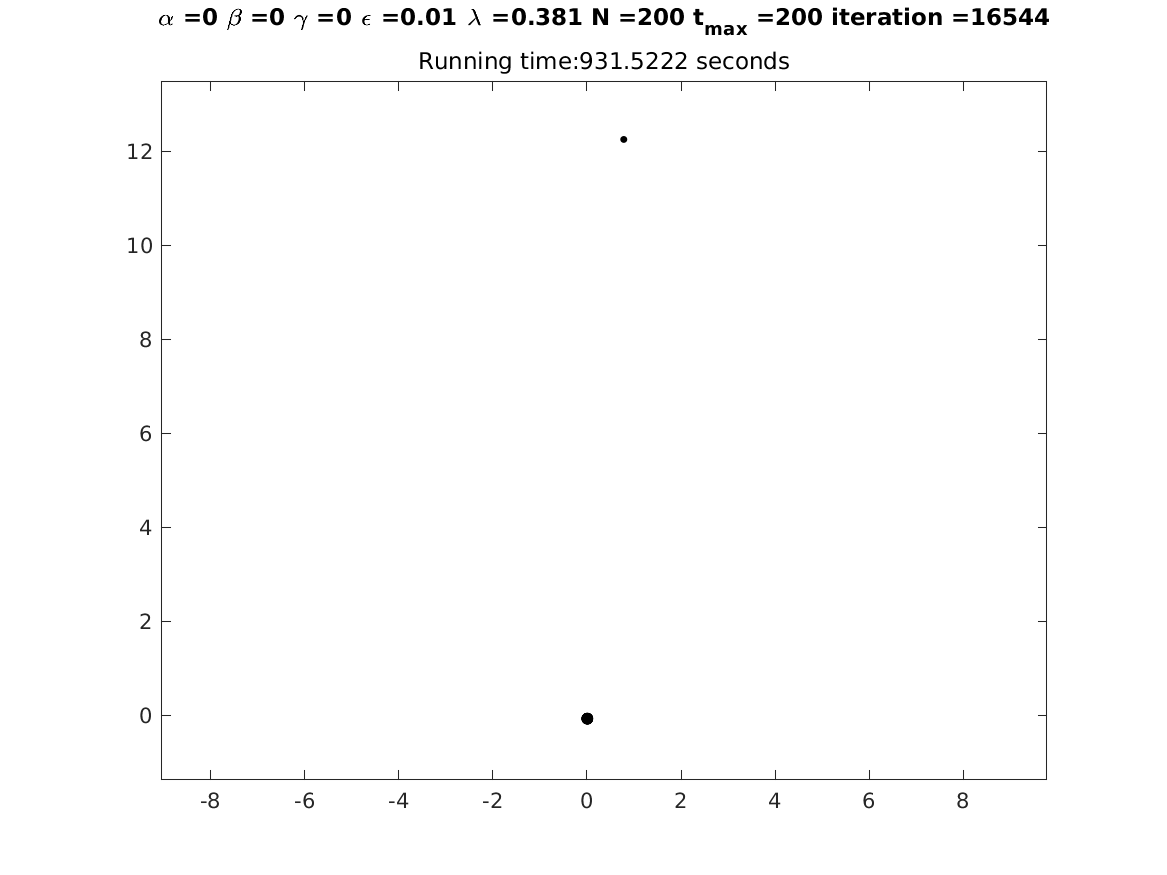 α =0 β =0 γ =0 ϵ =0.01 λ =0.381 N =200 t_max =200 iteration =16544
Running time:931.5222 seconds
12
10
8
6
4
2
0
-8 -6 -4 -2 0 2 4 6 8